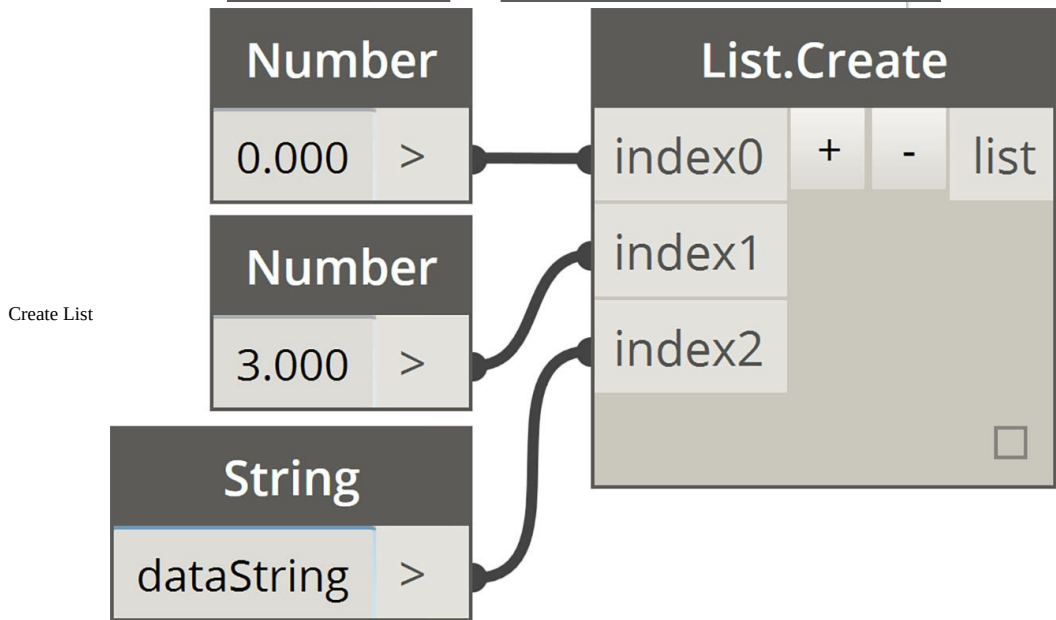 Create List
Number
0.000 >
Number
3.000 >
String
dataString >
List.Create
index0 + - list
index1
index2